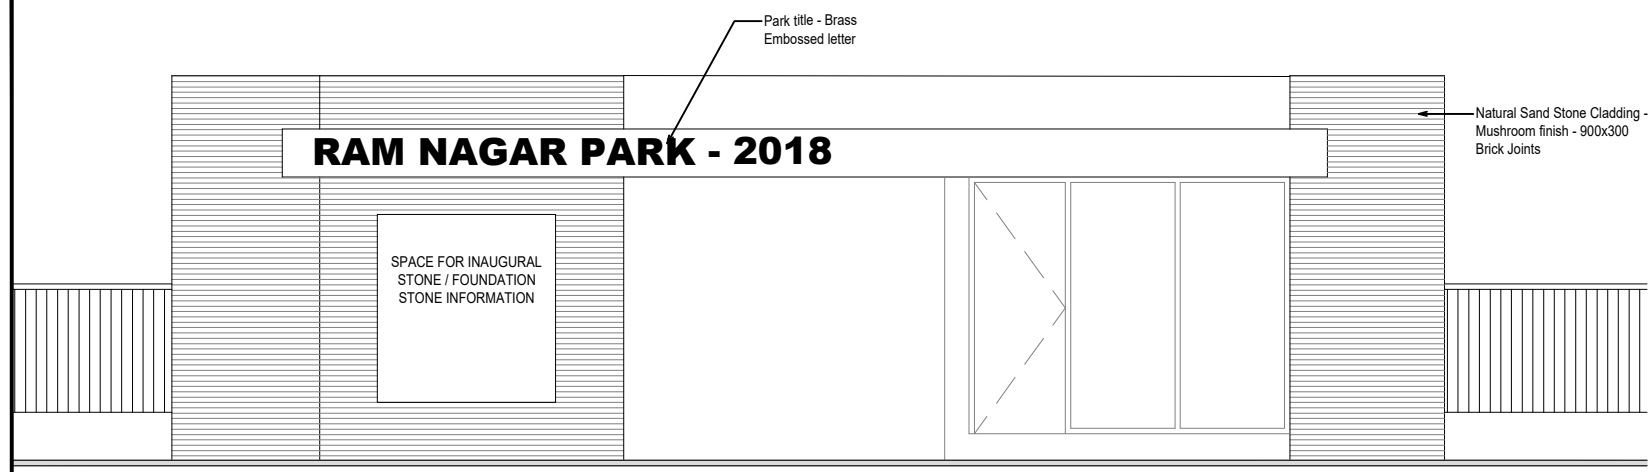 Park title - Brass
Embossed letter
Natural Sand Stone Cladding -
Mushroom finish - 900x300
Brick Joints
RAM NAGAR PARK - 2018
SPACE FOR INAUGURAL
STONE / FOUNDATION
STONE INFORMATION